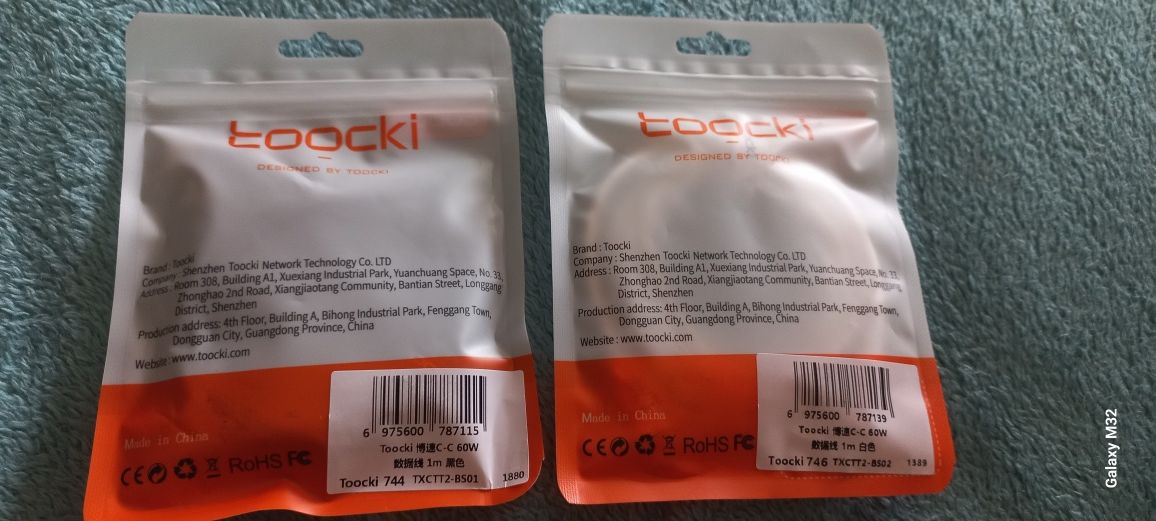 toocki
DESIGNED BY TOOCKI
Brand : Toocki
Company : Shenzhen Toocki Network Technology Co. LTD
Address : Room 308, Building A1, Xuexiang Industrial Park, Yuanchuang Space, No. 33,
Zhonghao 2nd Road, Xiangjiaotang Community, Bantian Street, Longgang
District, Shenzhen
Production address: 4th Floor, Building A, Bihong Industrial Park, Fenggang Town,
Dongguan City, Guangdong Province, China
Website : www.toocki.com
Made in China
CE RoHS FC
6 975600 787115
Toocki 博速C-C 60W
数据线 1m 黑色
Toocki 744 TXCTT2-BS01
1880
toocki
DESIGNED BY TOOCKI
Brand : Toocki
Company : Shenzhen Toocki Network Technology Co. LTD
Address : Room 308, Building A1, Xuexiang Industrial Park, Yuanchuang Space, No. 33,
Zhonghao 2nd Road, Xiangjiaotang Community, Bantian Street, Longgang
District, Shenzhen
Production address: 4th Floor, Building A, Bihong Industrial Park, Fenggang Town,
Dongguan City, Guangdong Province, China
Website : www.toocki.com
Made in China
CE RoHS FC
6 975600 787139
Toocki 博速C-C 60W
数据线 1m 白色
Toocki 746 TXCTT2-BS02
1389
Galaxy M32